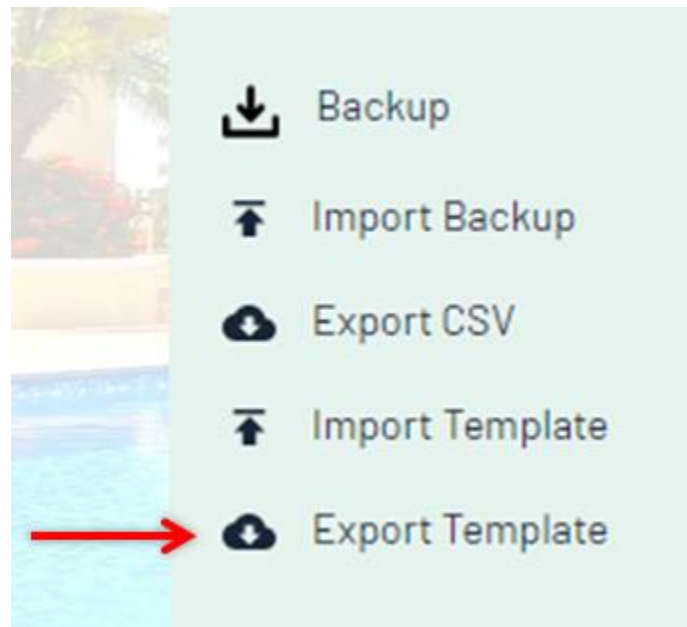 Backup
Import Backup
Export CSV
Import Template
Export Template